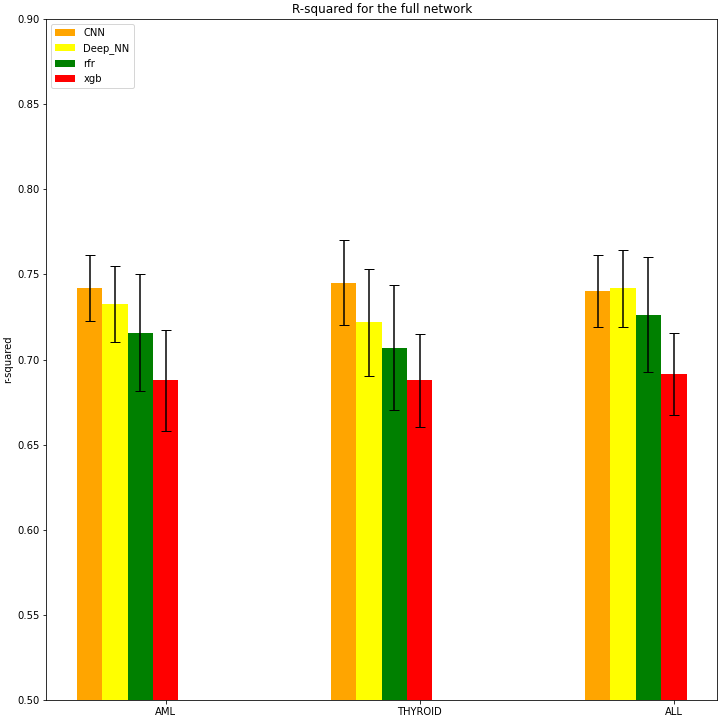 R-squared for the full network
CNN
Deep_NN
rfr
xgb
r-squared
0.90
0.85
0.80
0.75
0.70
0.65
0.60
0.55
0.50
AML
THYROID
ALL